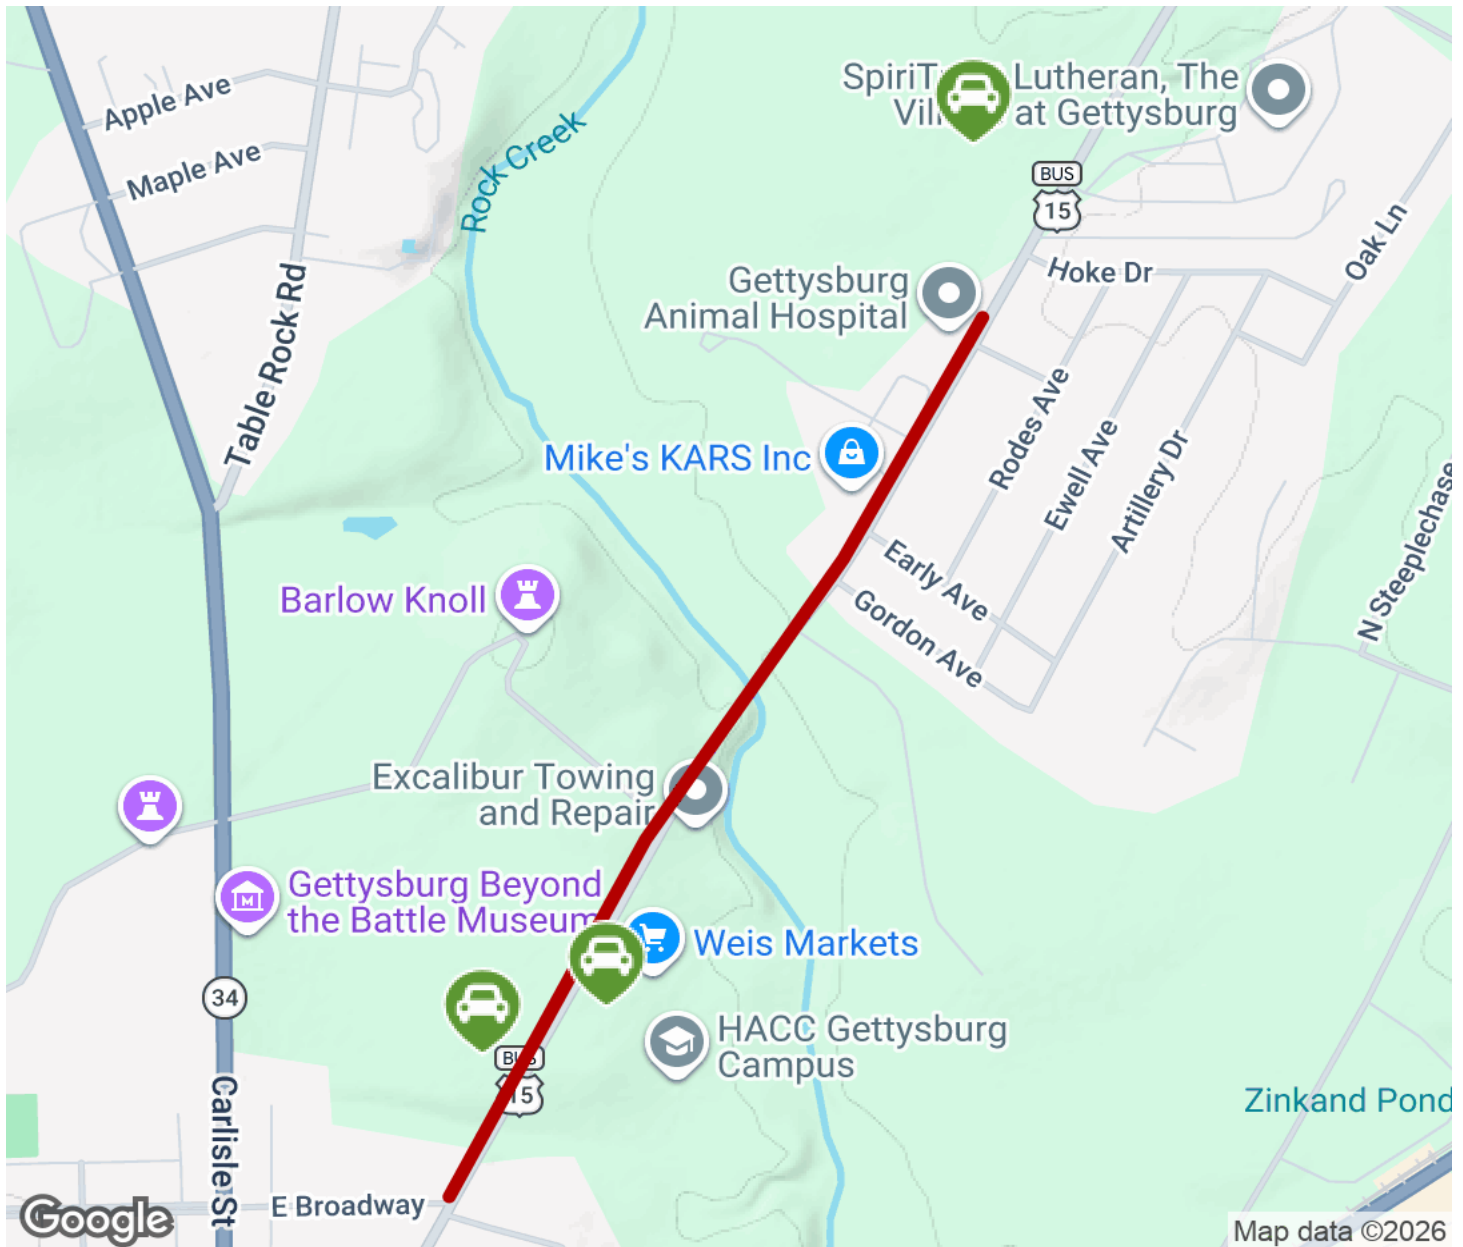 Apple Ave
Maple Ave
Rock Creek
Table Rock Rd
Lutheran, The
at Gettysburg
BUS
15
Hoke Dr
Oak Ln
Gettysburg
Animal Hospital
Mike's KARS Inc
Rodes Ave
Ewell Ave
Artillery Dr
Early Ave
Gordon Ave
N Steeplechase
Barlow Knoll
Excalibur Towing
and Repair
Gettysburg Beyond
the Battle Museum
Weis Markets
34
HACC Gettysburg
Campus
BUS
15
Carlisle St
E Broadway
Zinkand Pond
Google
Map data ©2026